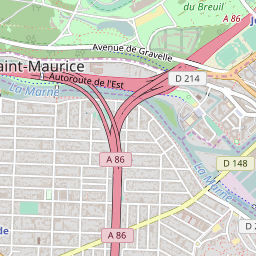 du Breuil
A 86
Avenue de Gravelle
aint-Maurice
Autoroute de l'Est
D 214
La Marne
La Marne
A 86
D 148
de
D 2
A 86